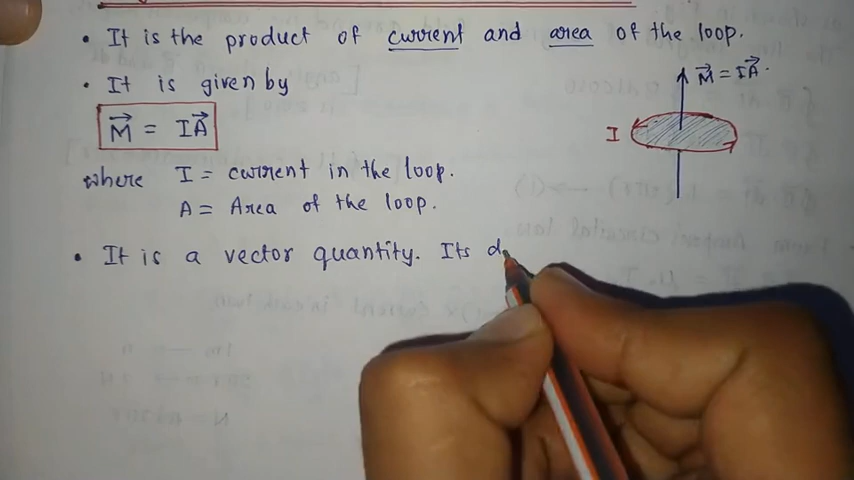 • It is the product of current and area of the loop.
• It is given by
M⃗ = IA⃗
M⃗ = IA⃗.
I
where I = current in the loop.
A = Area of the loop.
• It is a vector quantity. Its d